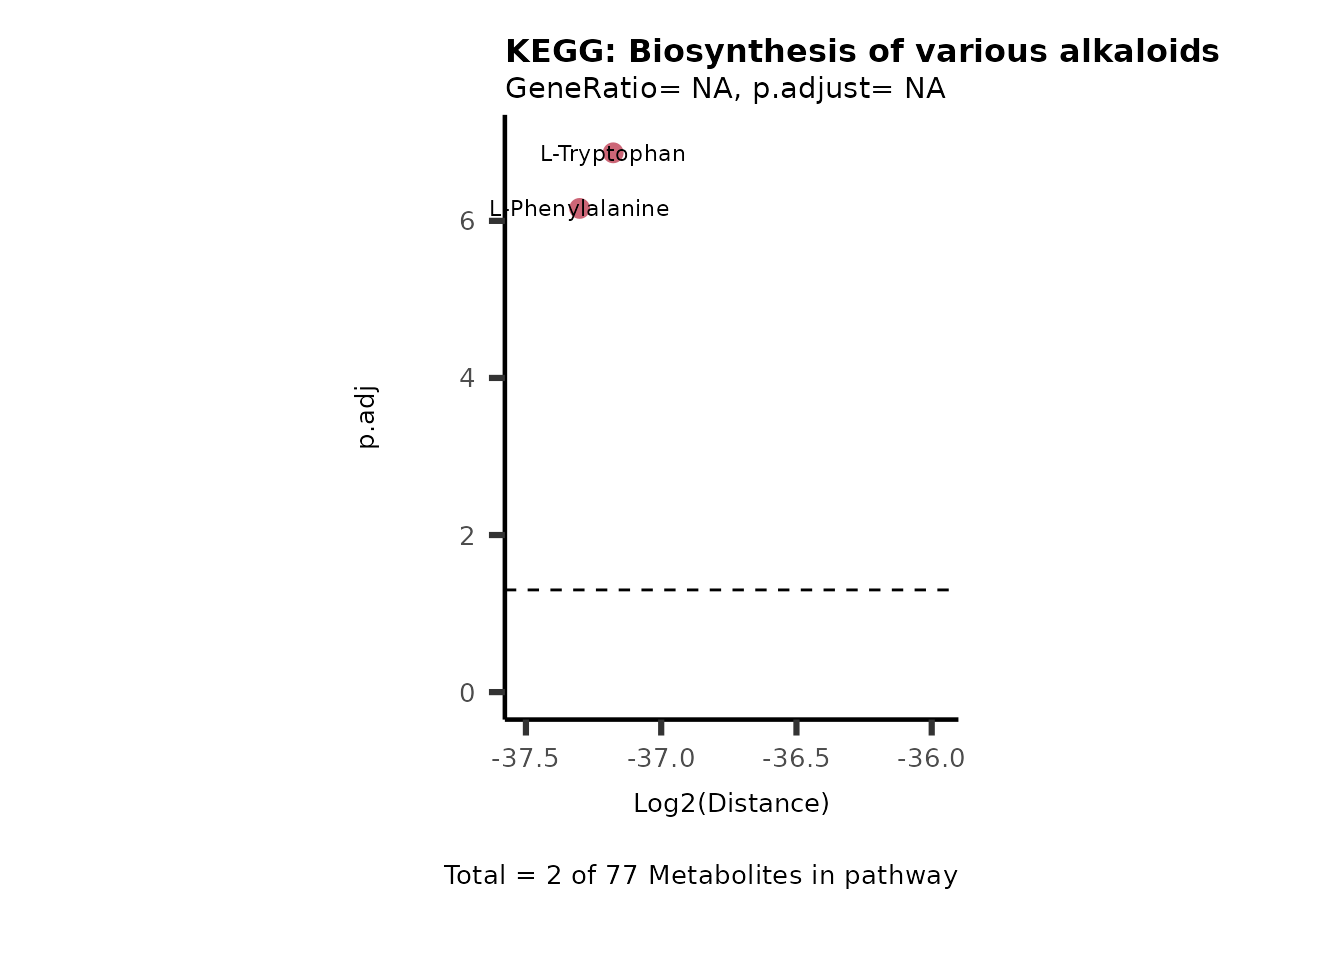 KEGG: Biosynthesis of various alkaloids
GeneRatio= NA, p.adjust= NA
L-Tryptophan
L-Phenylalanine
6
4
2
0
p.adj
-37.5 -37.0 -36.5 -36.0
Log2(Distance)
Total = 2 of 77 Metabolites in pathway